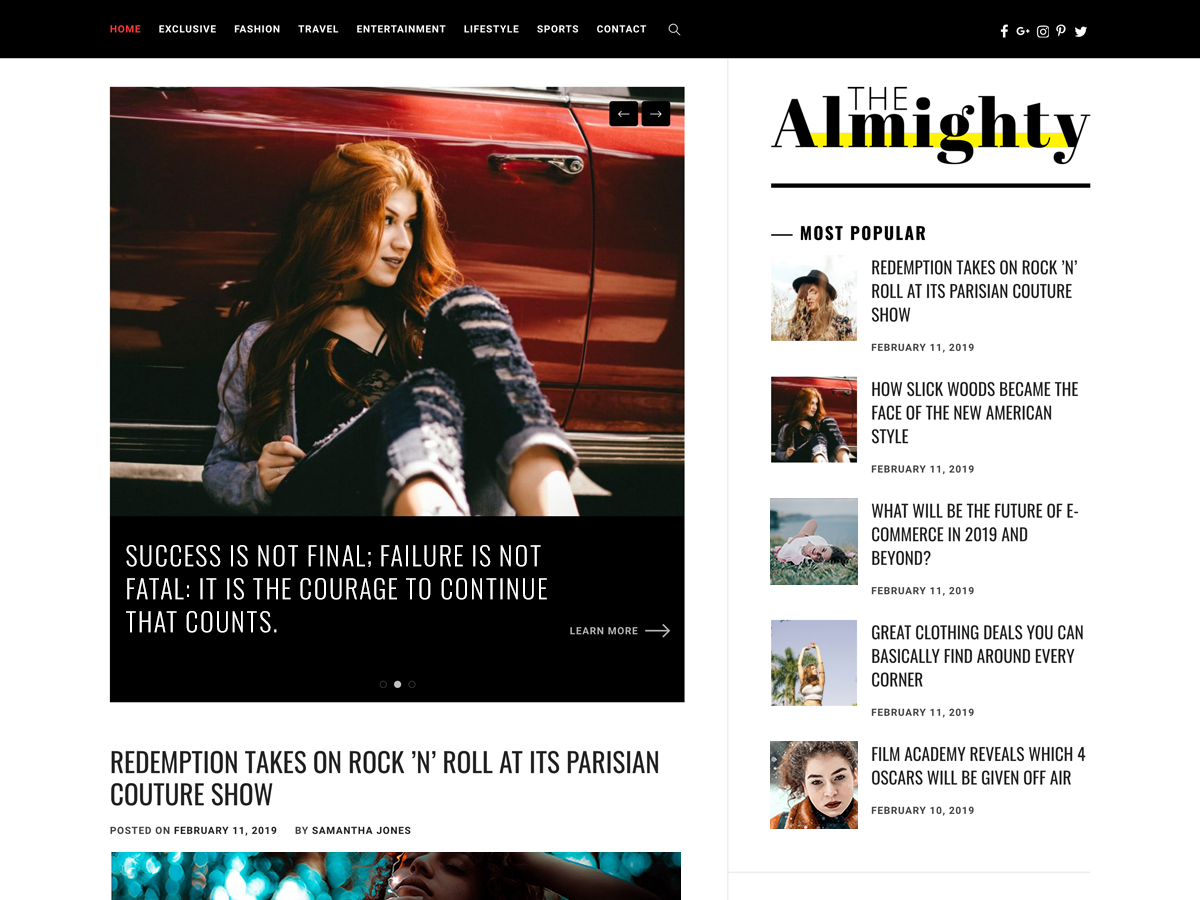 HOME EXCLUSIVE FASHION TRAVEL ENTERTAINMENT LIFESTYLE SPORTS CONTACT
SUCCESS IS NOT FINAL; FAILURE IS NOT
FATAL: IT IS THE COURAGE TO CONTINUE
THAT COUNTS.
LEARN MORE
REDEMPTION TAKES ON ROCK ’N’ ROLL AT ITS PARISIAN
COUTURE SHOW
POSTED ON FEBRUARY 11, 2019 BY SAMANTHA JONES
THE
Almighty
MOST POPULAR
REDEMPTION TAKES ON ROCK ’N’
ROLL AT ITS PARISIAN COUTURE
SHOW
FEBRUARY 11, 2019
HOW SLICK WOODS BECAME THE
FACE OF THE NEW AMERICAN
STYLE
FEBRUARY 11, 2019
WHAT WILL BE THE FUTURE OF E-
COMMERCE IN 2019 AND
BEYOND?
FEBRUARY 11, 2019
GREAT CLOTHING DEALS YOU CAN
BASICALLY FIND AROUND EVERY
CORNER
FEBRUARY 11, 2019
FILM ACADEMY REVEALS WHICH 4
OSCARS WILL BE GIVEN OFF AIR
FEBRUARY 10, 2019